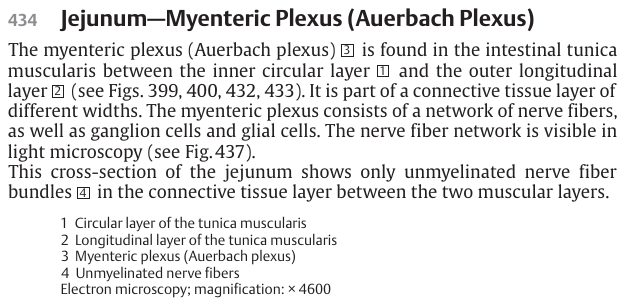 434 Jejunum—Myenteric Plexus (Auerbach Plexus)
The myenteric plexus (Auerbach plexus) 3 is found in the intestinal tunica
muscularis between the inner circular layer 1 and the outer longitudinal
layer 2 (see Figs. 399, 400, 432, 433). It is part of a connective tissue layer of
different widths. The myenteric plexus consists of a network of nerve fibers,
as well as ganglion cells and glial cells. The nerve fiber network is visible in
light microscopy (see Fig. 437).
This cross-section of the jejunum shows only unmyelinated nerve fiber
bundles 4 in the connective tissue layer between the two muscular layers.
1 Circular layer of the tunica muscularis
2 Longitudinal layer of the tunica muscularis
3 Myenteric plexus (Auerbach plexus)
4 Unmyelinated nerve fibers
Electron microscopy; magnification: × 4600